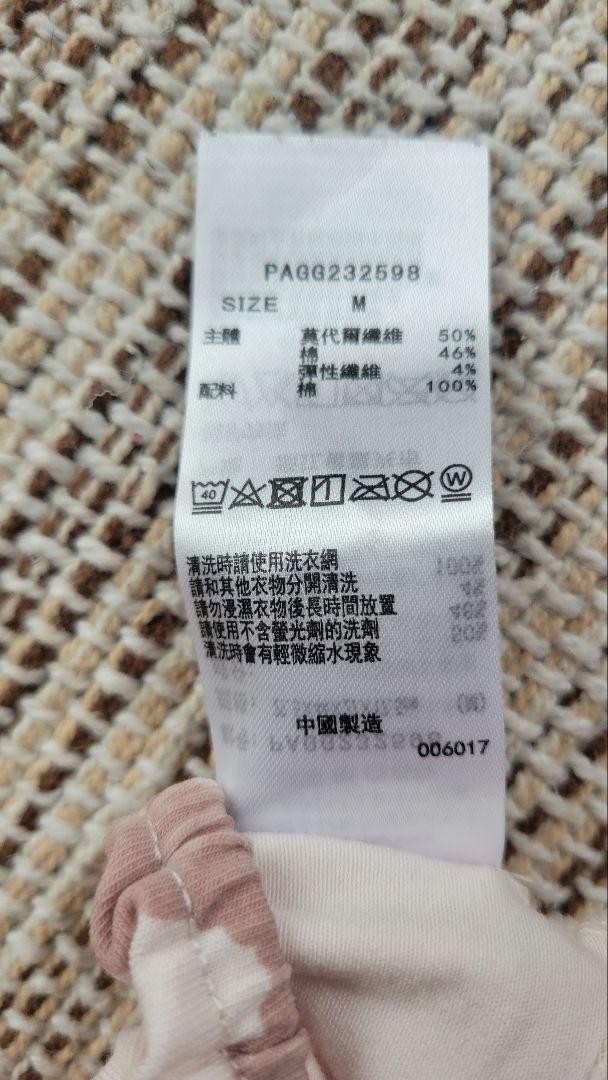 PAGG232598
SIZE M
主體 莫代爾纖維 50%
棉 46%
彈性纖維 4%
配料 棉 100%
40 W
清洗時請使用洗衣網
請和其他衣物分開清洗
請勿浸濕衣物後長時間放置
請使用不含螢光劑的洗劑
清洗時會有輕微縮水現象
中國製造
006017